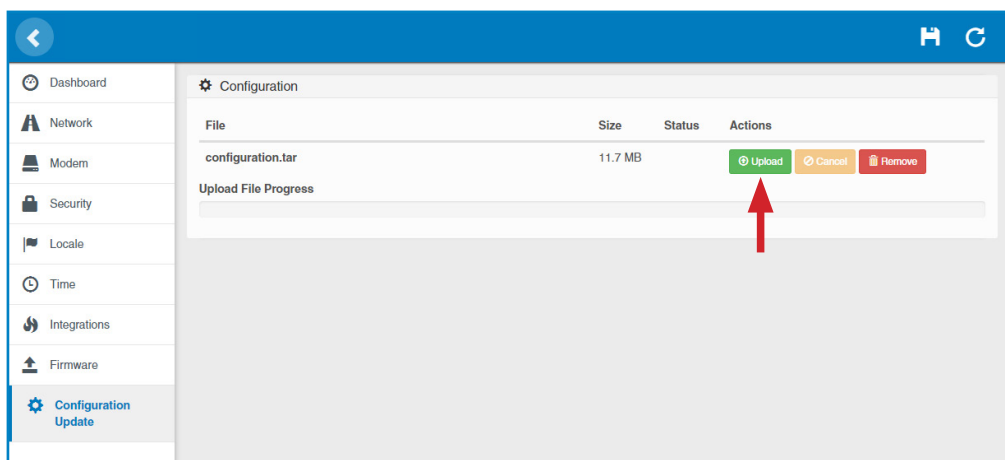 Dashboard
Network
Modem
Security
Locale
Time
Integrations
Firmware
Configuration
Update
Configuration
File Size Status Actions
configuration.tar 11.7 MB Upload Cancel Remove
Upload File Progress